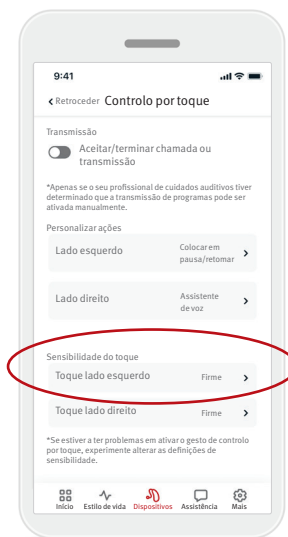 9:41
Retroceder Controlo por toque
Transmissão
Aceitar/terminar chamada ou
transmissão
*Apenas se o seu profissional de cuidados auditivos tiver
determinado que a transmissão de programas pode ser
ativada manualmente.
Personalizar ações
Lado esquerdo Colocar em
pausa/retomar
Lado direito Assistente
de voz
Sensibilidade do toque
Toque lado esquerdo Firme
Toque lado direito Firme
*Se estiver a ter problemas em ativar o gesto de controlo
por toque, experimente alterar as definições de
sensibilidade.
Início Estilo de vida Dispositivos Assistência Mais